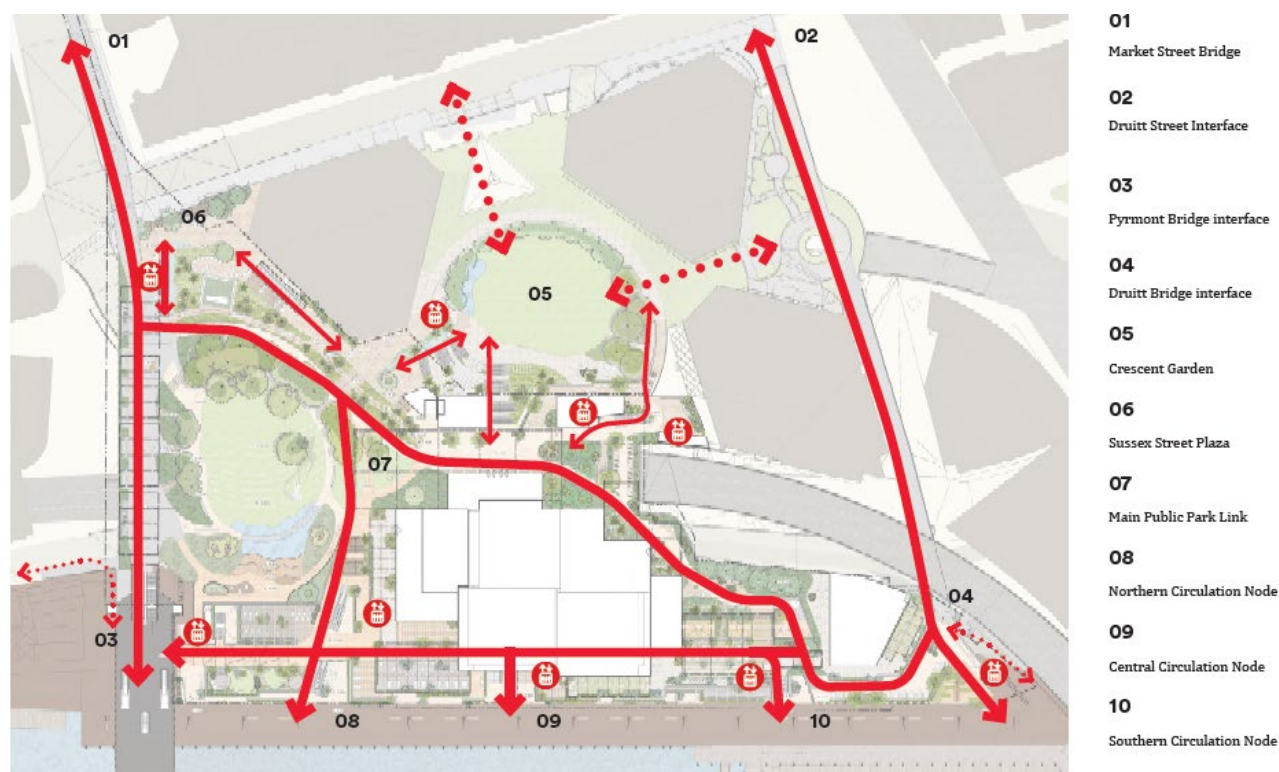 01
02
06
05
07
04
03
08
09
10
01
Market Street Bridge
02
Druitt Street Interface
03
Pyrmont Bridge interface
04
Druitt Bridge interface
05
Crescent Garden
06
Sussex Street Plaza
07
Main Public Park Link
08
Northern Circulation Node
09
Central Circulation Node
10
Southern Circulation Node